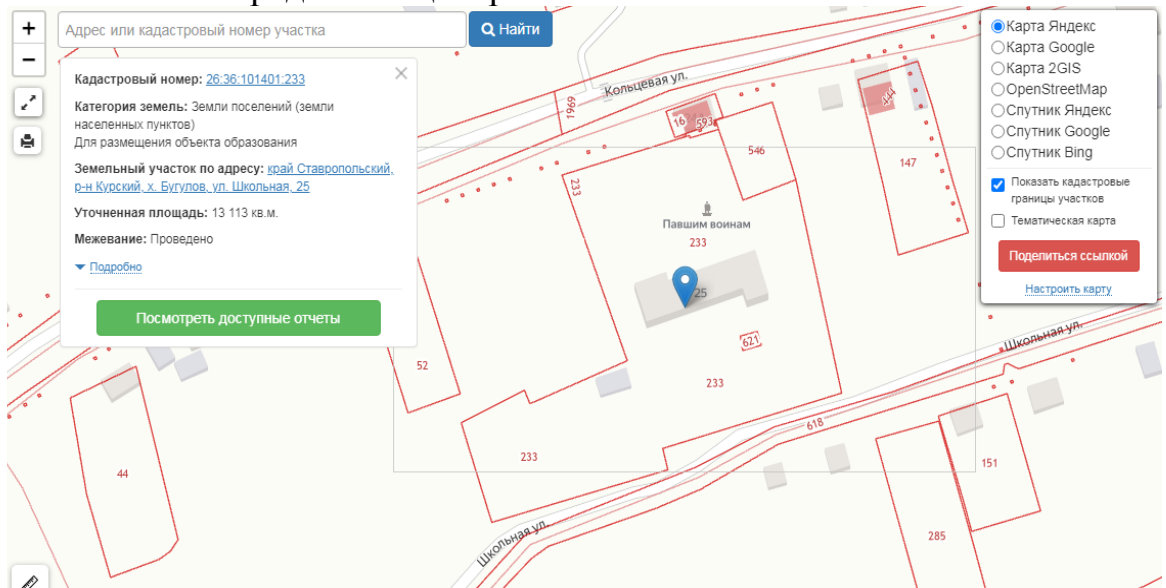 +
−
Адрес или кадастровый номер участка
Найти
Кадастровый номер: 26:36:101401:233
Категория земель: Земли поселений (земли
населенных пунктов)
Для размещения объекта образования
Земельный участок по адресу: край Ставропольский,
р-н Курский, х. Бугулов, ул. Школьная, 25
Уточненная площадь: 13 113 кв.м.
Межевание: Проведено
Подробно
Посмотреть доступные отчеты
Карта Яндекс
Карта Google
Карта 2GIS
OpenStreetMap
Спутник Яндекс
Спутник Google
Спутник Bing
Показать кадастровые
границы участков
Тематическая карта
Поделиться ссылкой
Настроить карту
Кольцевая ул.
1969
16
593
444
546
147
233
Павшим воинам
233
25
621
Школьная ул.
52
233
618
233
151
44
285
Школьная ул.